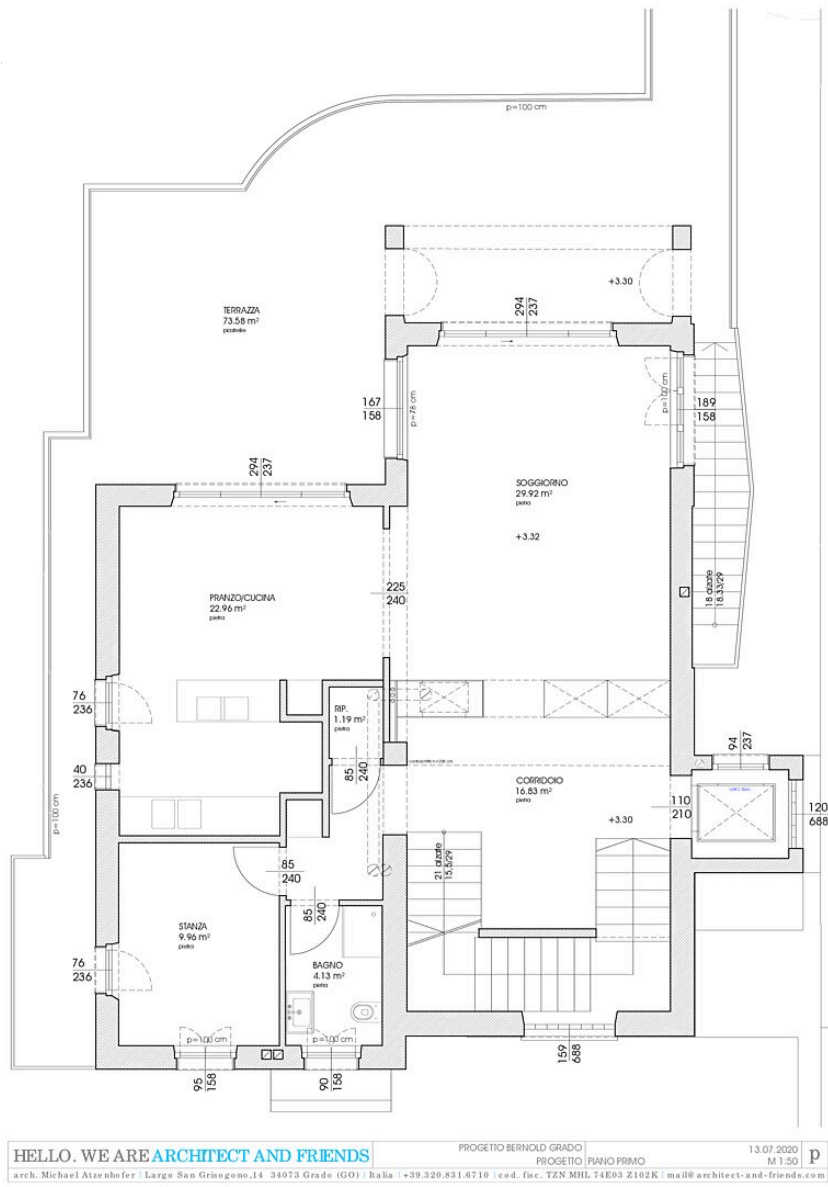 p=100 cm
+3.30
TERRAZZA
73.58 m²
piastrelle
294
237
167
158
p=78 cm
p=100 cm
189
158
294
237
SOGGIORNO
29.92 m²
pietra
+3.32
18 alzate
18.33/29
PRANZO/CUCINA
22.96 m²
pietra
225
240
76
236
RIP.
1.19 m²
pietra
94
237
40
236
85
240
CORRIDOIO
16.83 m²
pietra
110
210
120
688
+3.30
p=100 cm
21 alzate
15.5/29
85
240
85
240
STANZA
9.96 m²
pietra
BAGNO
4.13 m²
pietra
76
236
p=100 cm
p=100 cm
95
158
90
158
159
688
HELLO. WE ARE ARCHITECT AND FRIENDS
PROGETTO BERNOLD GRADO
PROGETTO PIANO PRIMO
13.07.2020
M 1:50
p
arch. Michael Atzenhofer | Largo San Grisogono,14 34073 Grado (GO) | Italia | +39.320.831.6710 | cod. fisc. TZN MHL 74E03 Z102K | mail@architect-and-friends.com